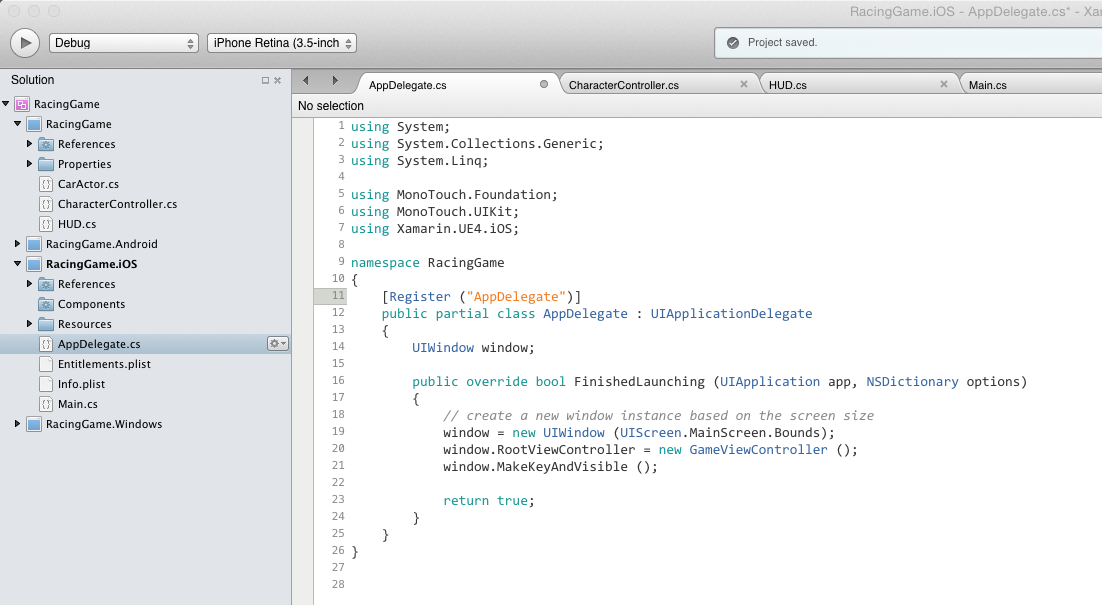 RacingGame.iOS - AppDelegate.cs* - Xa
Debug
iPhone Retina (3.5-inch
Project saved.
Solution
RacingGame
RacingGame
References
Properties
CarActor.cs
CharacterController.cs
HUD.cs
RacingGame.Android
RacingGame.iOS
References
Components
Resources
AppDelegate.cs
Entitlements.plist
Info.plist
Main.cs
RacingGame.Windows
AppDelegate.cs
CharacterController.cs
HUD.cs
Main.cs
No selection
1 using System;
2 using System.Collections.Generic;
3 using System.Linq;
4
5 using MonoTouch.Foundation;
6 using MonoTouch.UIKit;
7 using Xamarin.UE4.iOS;
8
9 namespace RacingGame
10 {
11 [Register ("AppDelegate")]
12 public partial class AppDelegate : UIApplicationDelegate
13 {
14 UIWindow window;
15
16 public override bool FinishedLaunching (UIApplication app, NSDictionary options)
17 {
18 // create a new window instance based on the screen size
19 window = new UIWindow (UIScreen.MainScreen.Bounds);
20 window.RootViewController = new GameViewController ();
21 window.MakeKeyAndVisible ();
22
23 return true;
24 }
25 }
26 }
27
28